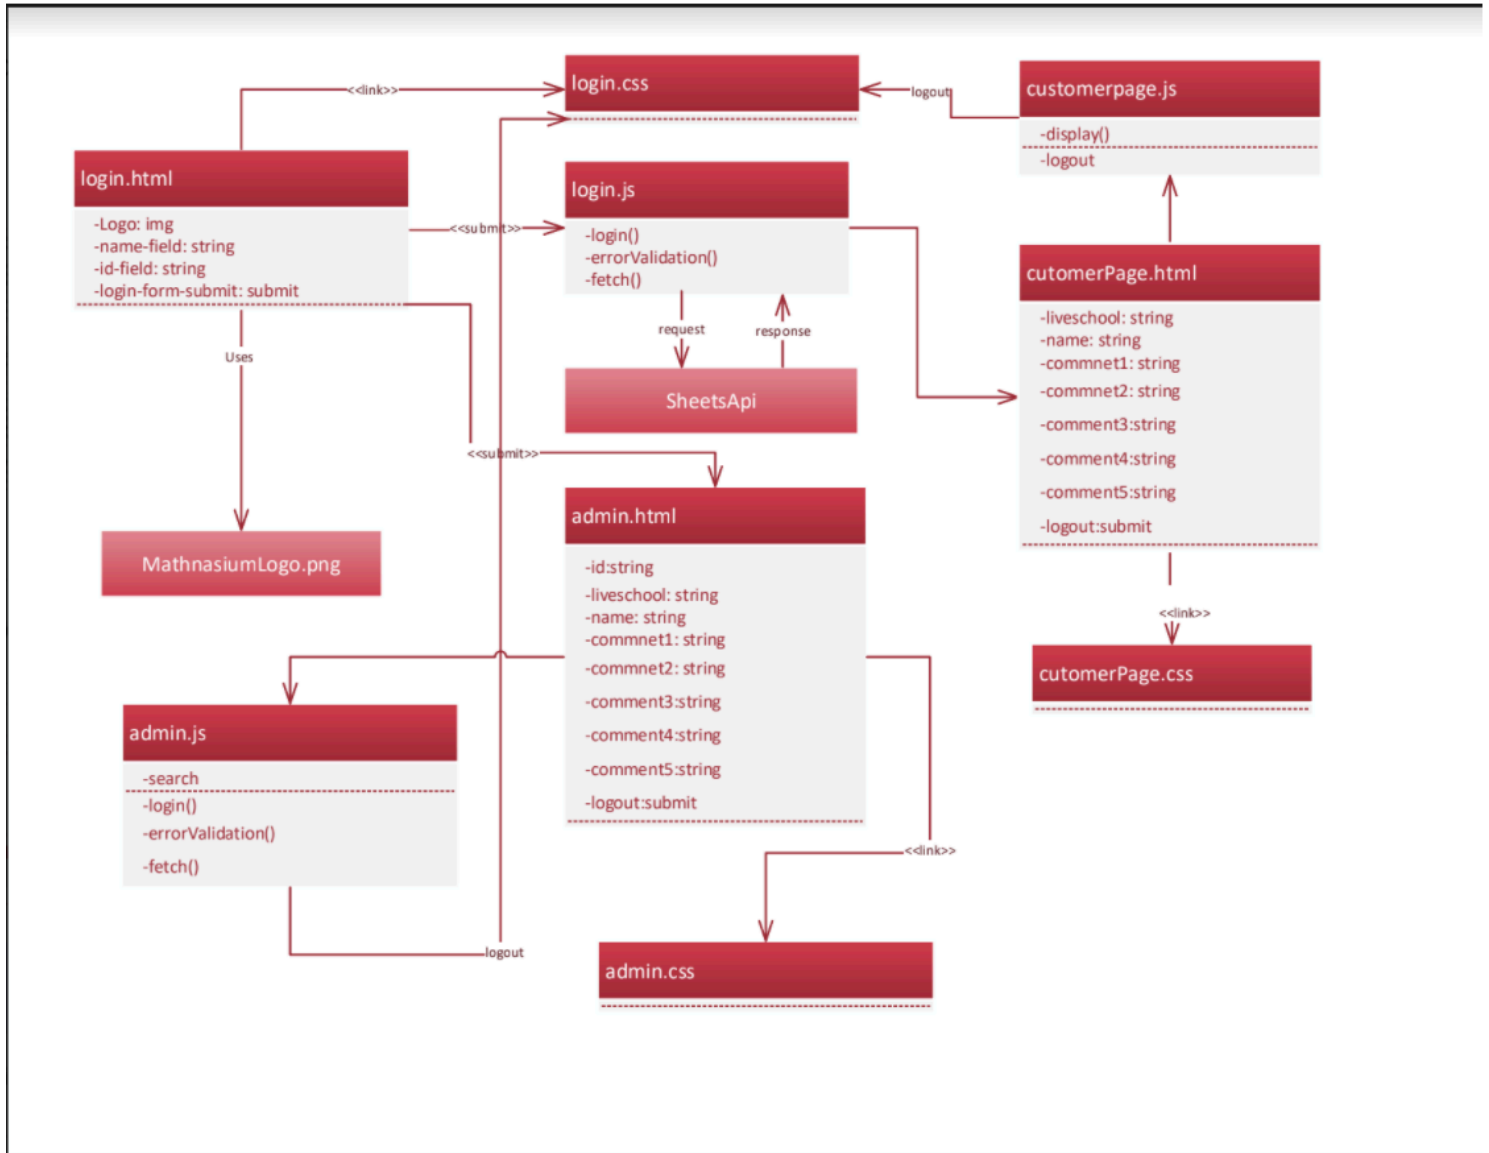 <<link>>
login.css
logout
customerpage.js
-display()
-logout
login.html
-Logo: img
-name-field: string
-id-field: string
-login-form-submit: submit
<<submit>>
login.js
-login()
-errorValidation()
-fetch()
request
response
SheetsApi
cutomerPage.html
-liveschool: string
-name: string
-commnet1: string
-commnet2: string
-comment3:string
-comment4:string
-comment5:string
-logout:submit
Uses
<<submit>>
MathnasiumLogo.png
admin.html
-id:string
-liveschool: string
-name: string
-commnet1: string
-commnet2: string
-comment3:string
-comment4:string
-comment5:string
-logout:submit
<<link>>
cutomerPage.css
admin.js
-search
-login()
-errorValidation()
-fetch()
<<link>>
logout
admin.css